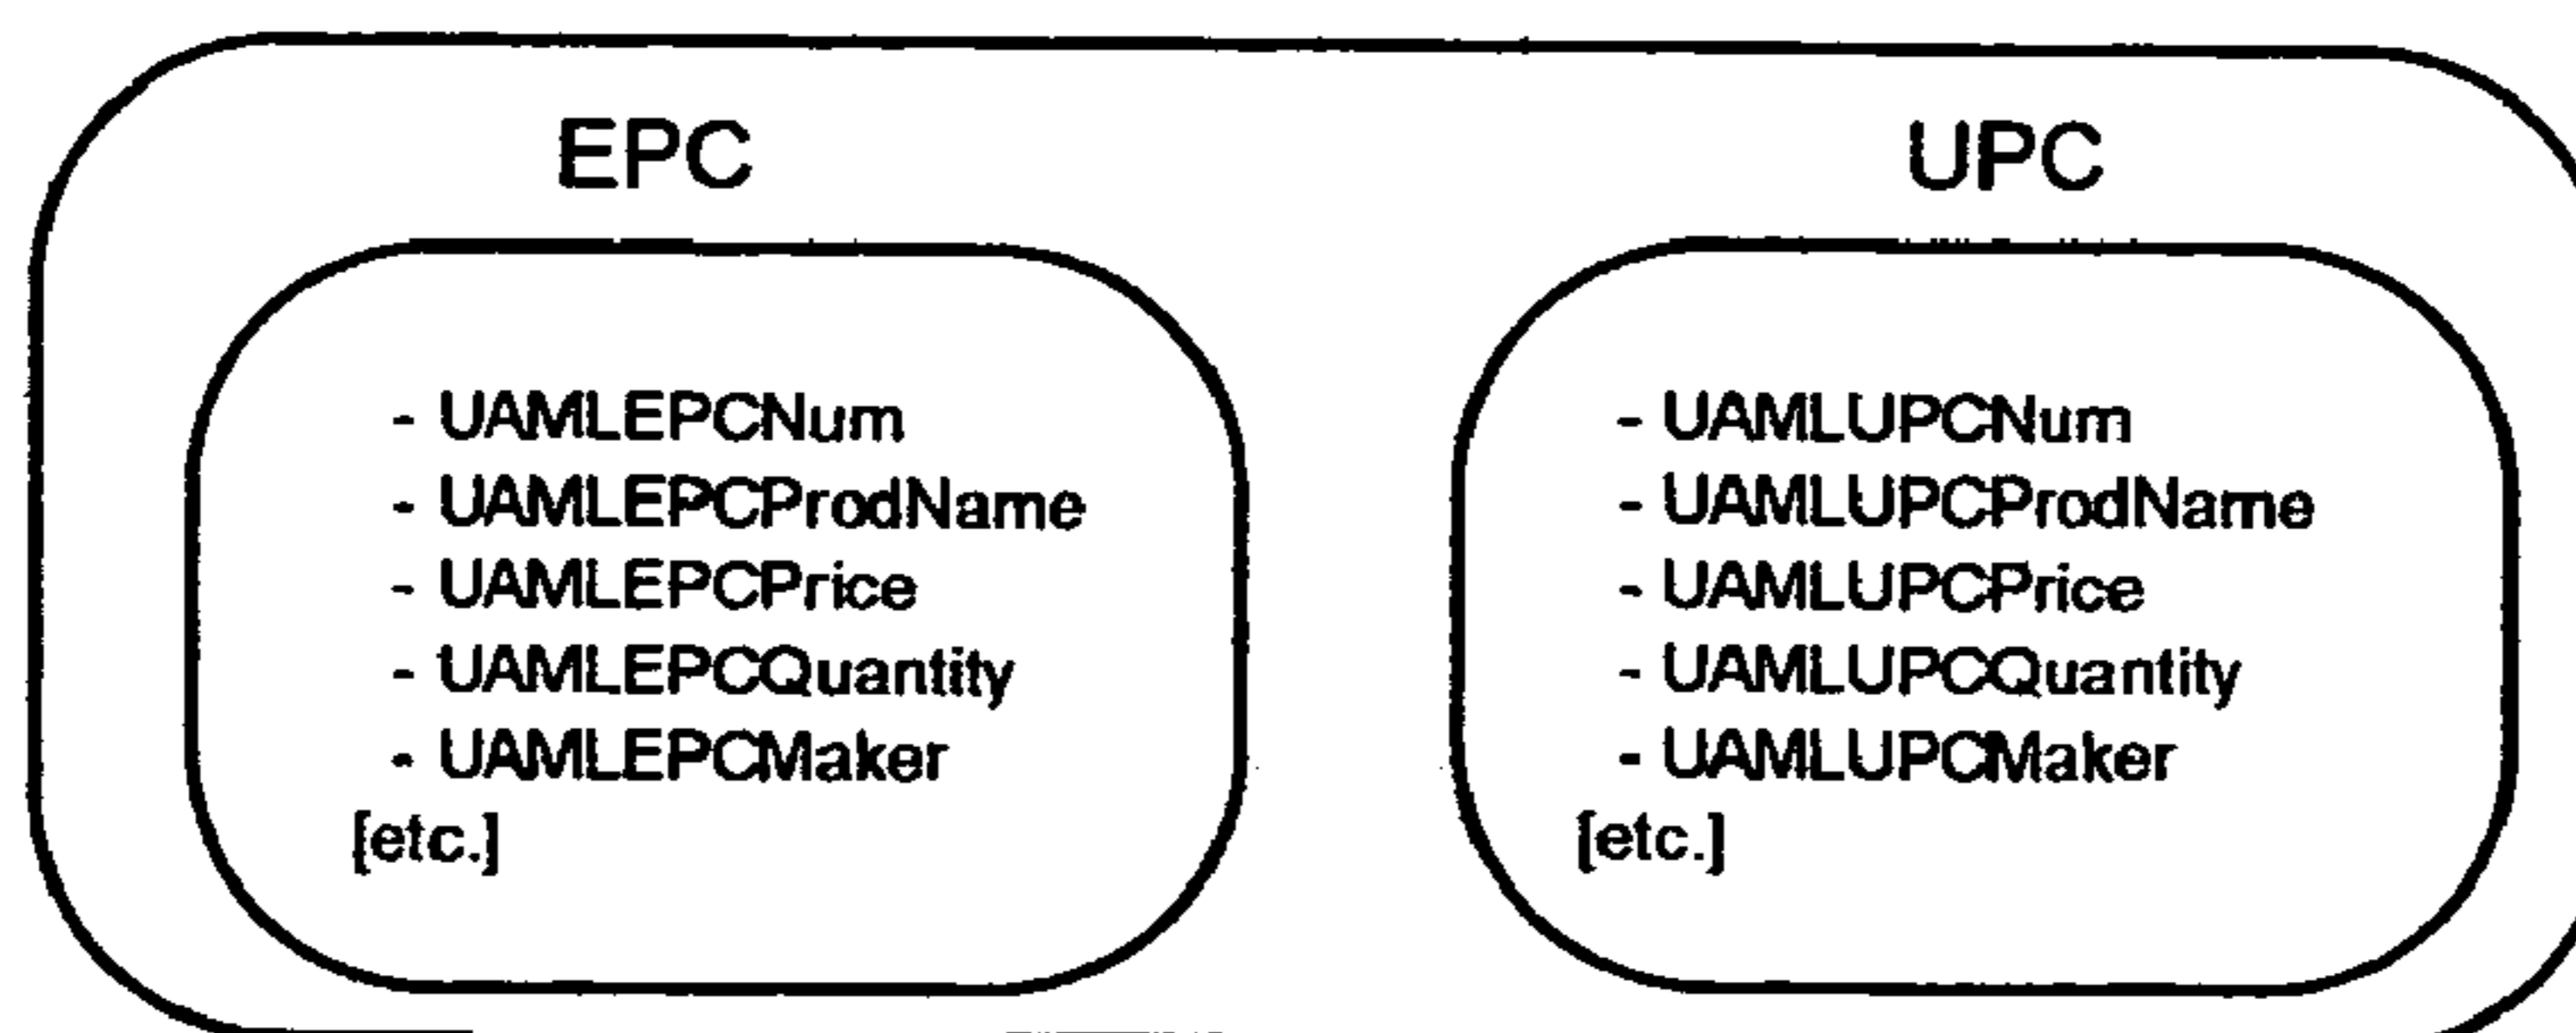 EPC
- UAMLEPCNum
- UAMLEPCProdName
- UAMLEPCPrice
- UAMLEPCQuantity
- UAMLEPCMaker
[etc.]
UPC
- UAMLUPCNum
- UAMLUPCProdName
- UAMLUPCPrice
- UAMLUPCQuantity
- UAMLUPCMaker
[etc.]